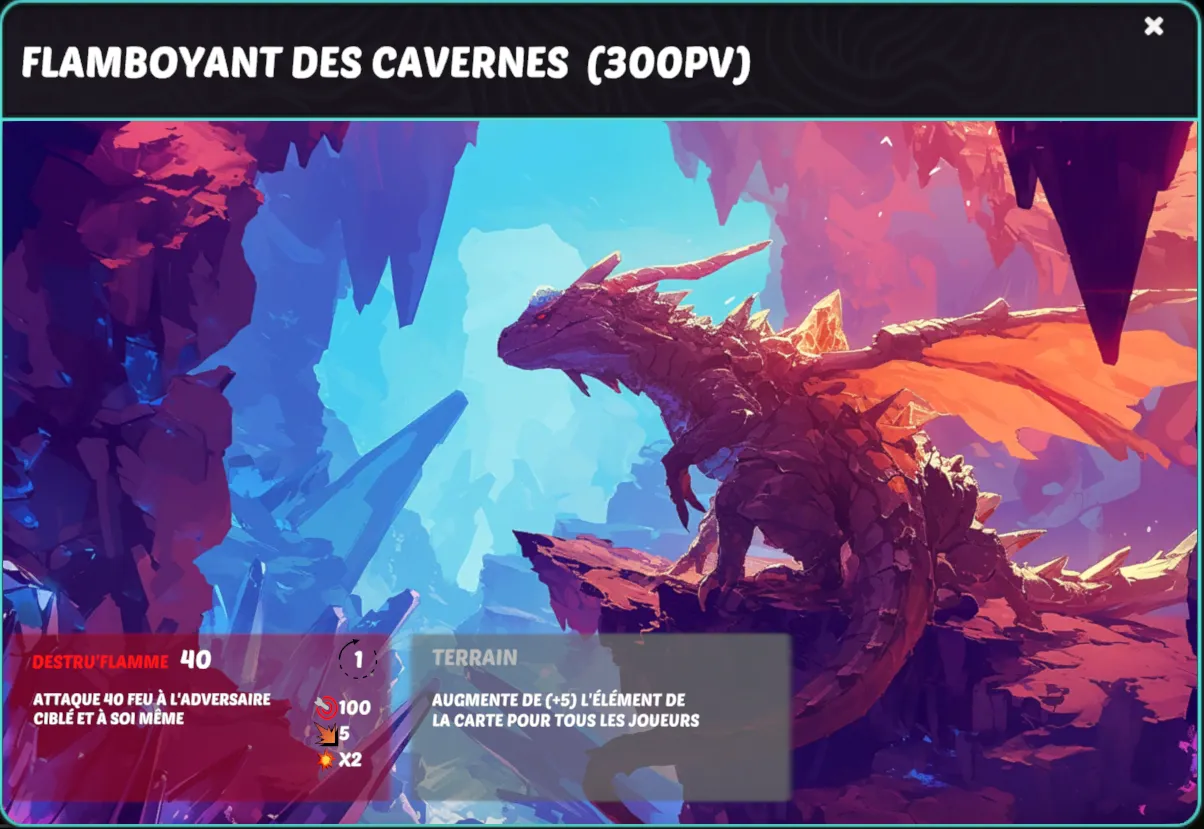 FLAMBOYANT DES CAVERNES (300PV)
DESTRU'FLAMME 40
1
ATTAQUE 40 FEU À L'ADVERSAIRE
CIBLÉ ET À SOI MÊME
100
5
X2
TERRAIN
AUGMENTE DE (+5) L'ÉLÉMENT DE
LA CARTE POUR TOUS LES JOUEURS